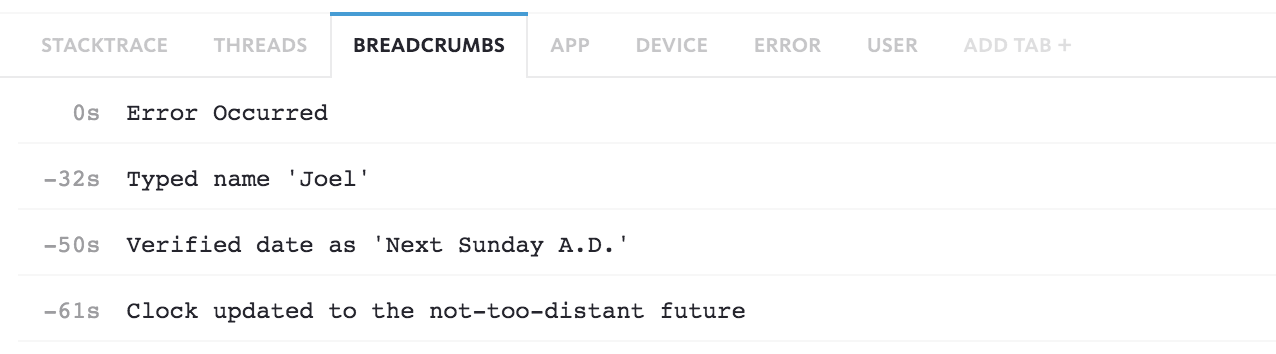 STACKTRACE THREADS BREADCRUMBS APP DEVICE ERROR USER ADD TAB +
0s Error Occurred
-32s Typed name 'Joel'
-50s Verified date as 'Next Sunday A.D.'
-61s Clock updated to the not-too-distant future